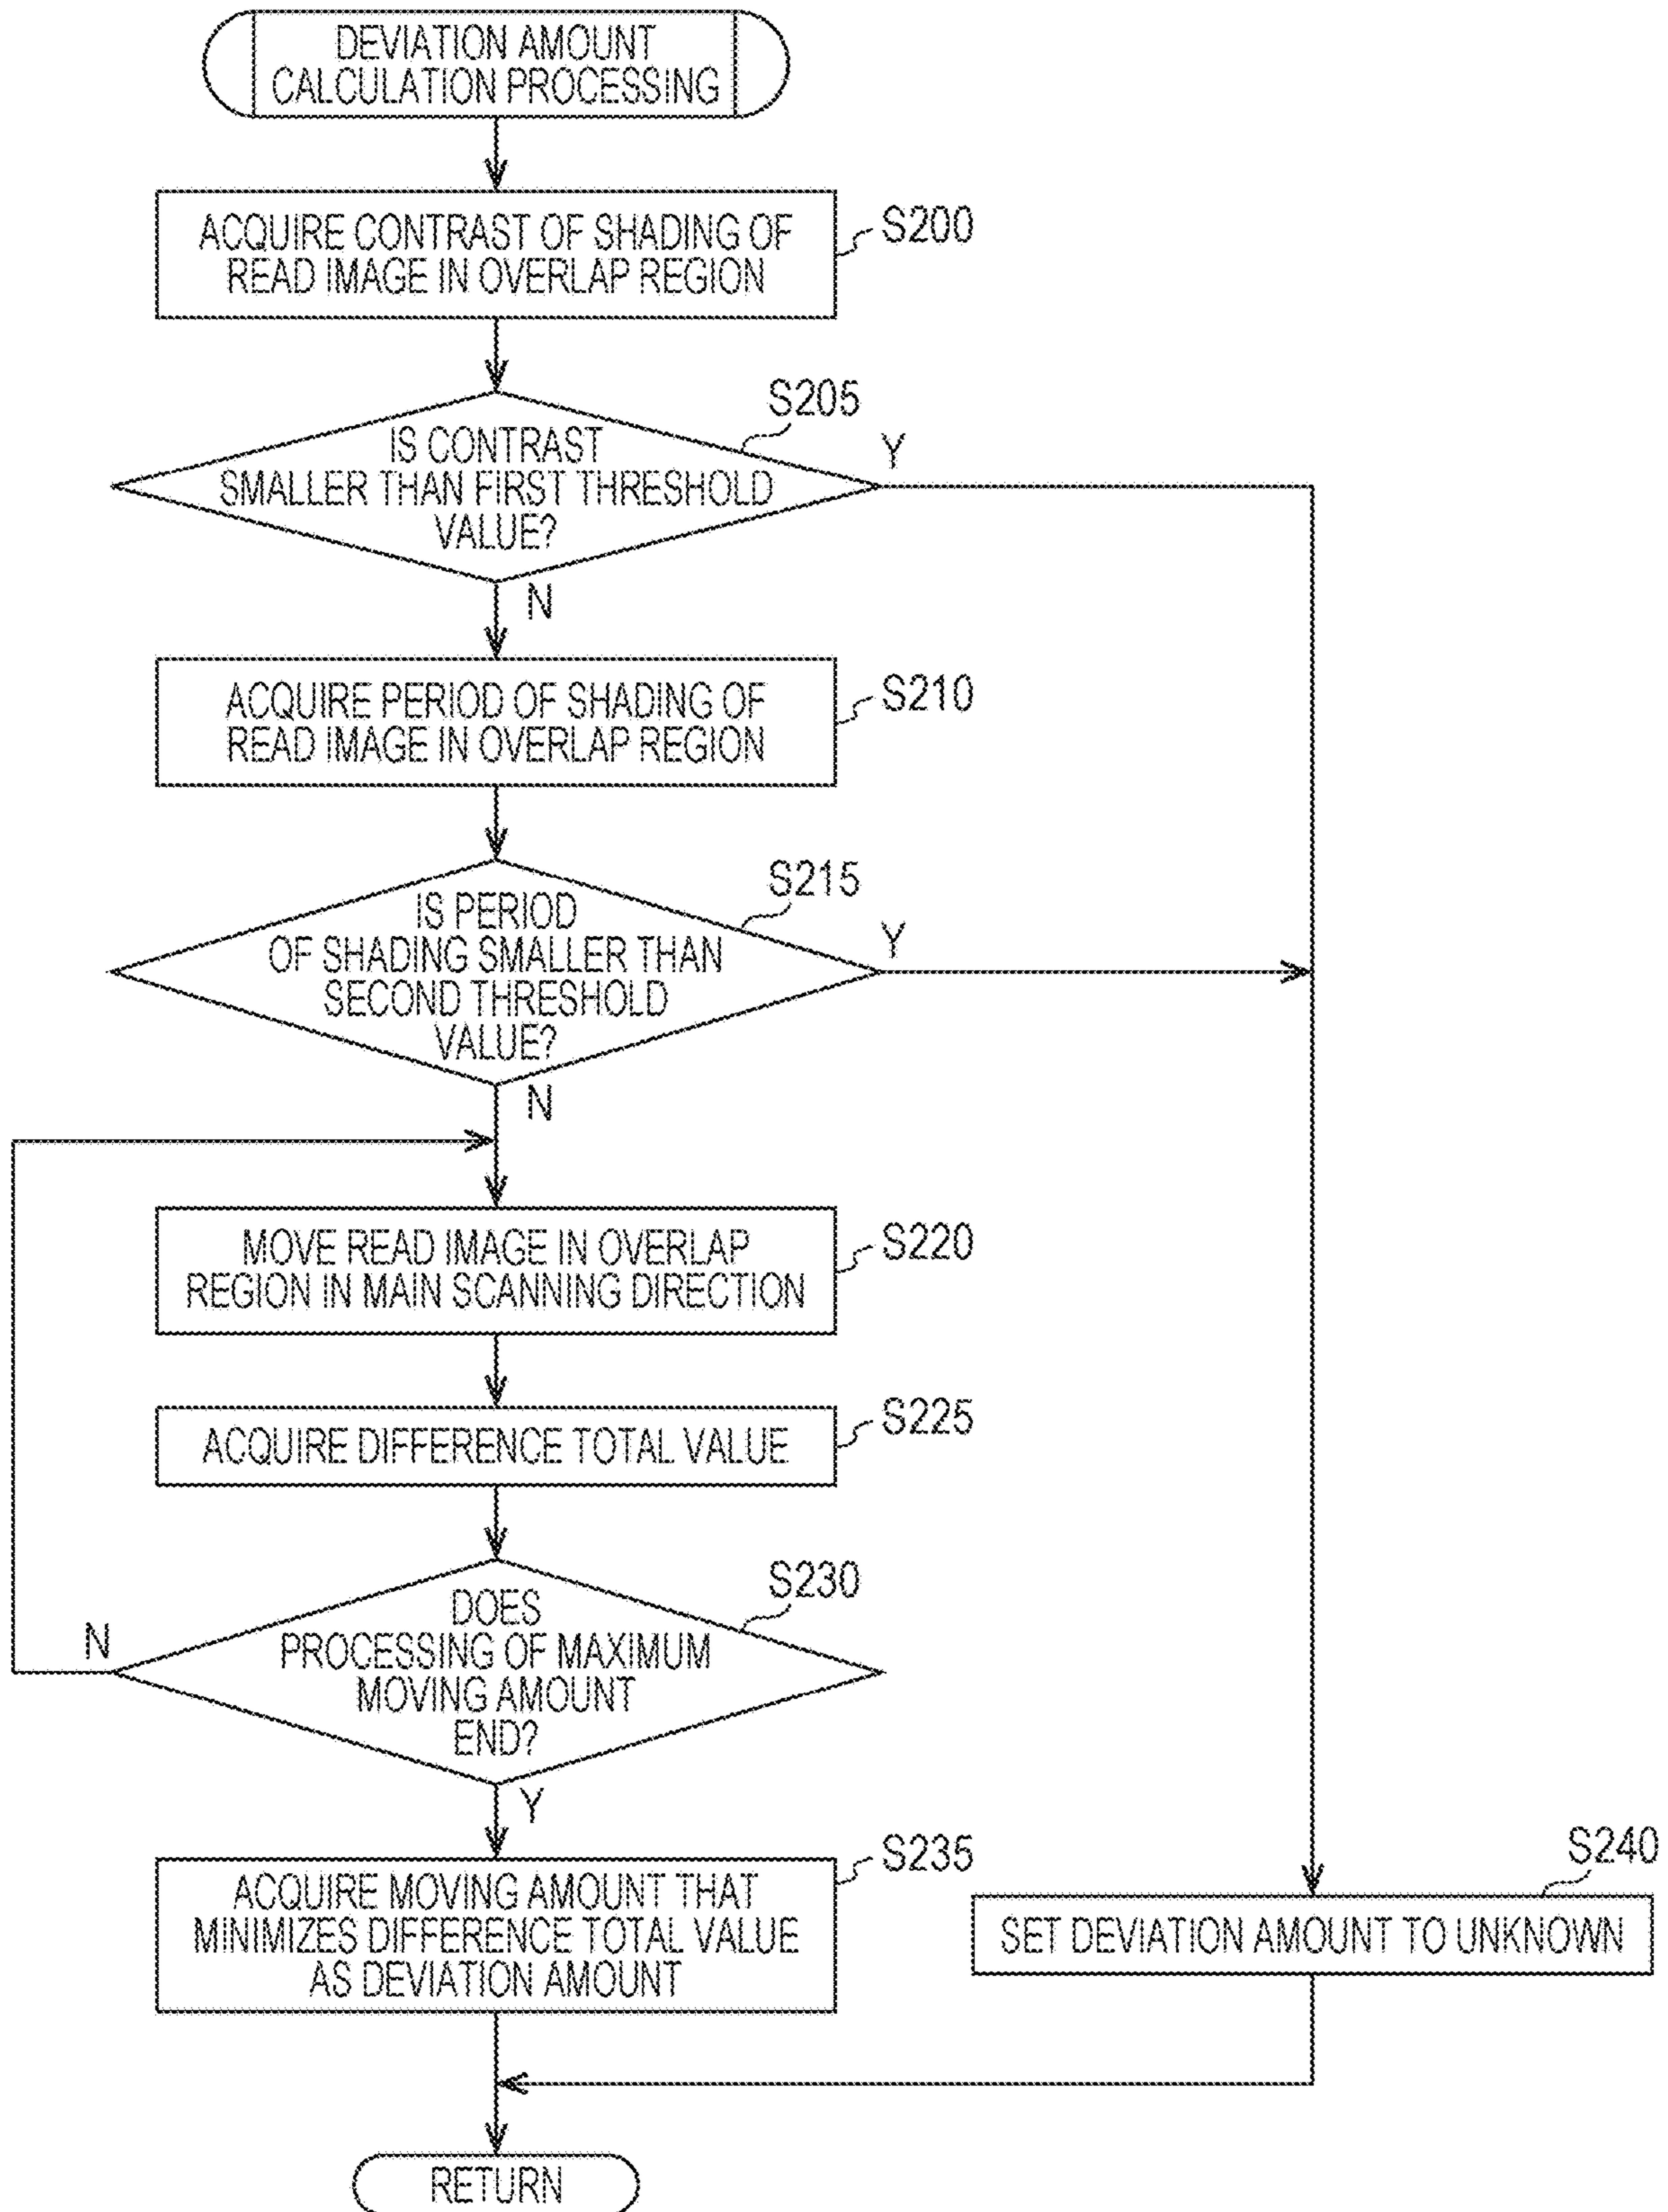 DEVIATION AMOUNT
CALCULATION PROCESSING
ACQUIRE CONTRAST OF SHADING OF
READ IMAGE IN OVERLAP REGION
S200
S205
IS CONTRAST
SMALLER THAN FIRST THRESHOLD
VALUE?
Y
N
ACQUIRE PERIOD OF SHADING OF
READ IMAGE IN OVERLAP REGION
S210
S215
IS PERIOD
OF SHADING SMALLER THAN
SECOND THRESHOLD
VALUE?
Y
N
MOVE READ IMAGE IN OVERLAP
REGION IN MAIN SCANNING DIRECTION
S220
ACQUIRE DIFFERENCE TOTAL VALUE
S225
S230
DOES
PROCESSING OF MAXIMUM
MOVING AMOUNT
END?
N
Y
ACQUIRE MOVING AMOUNT THAT
MINIMIZES DIFFERENCE TOTAL VALUE
AS DEVIATION AMOUNT
S235
S240
SET DEVIATION AMOUNT TO UNKNOWN
RETURN